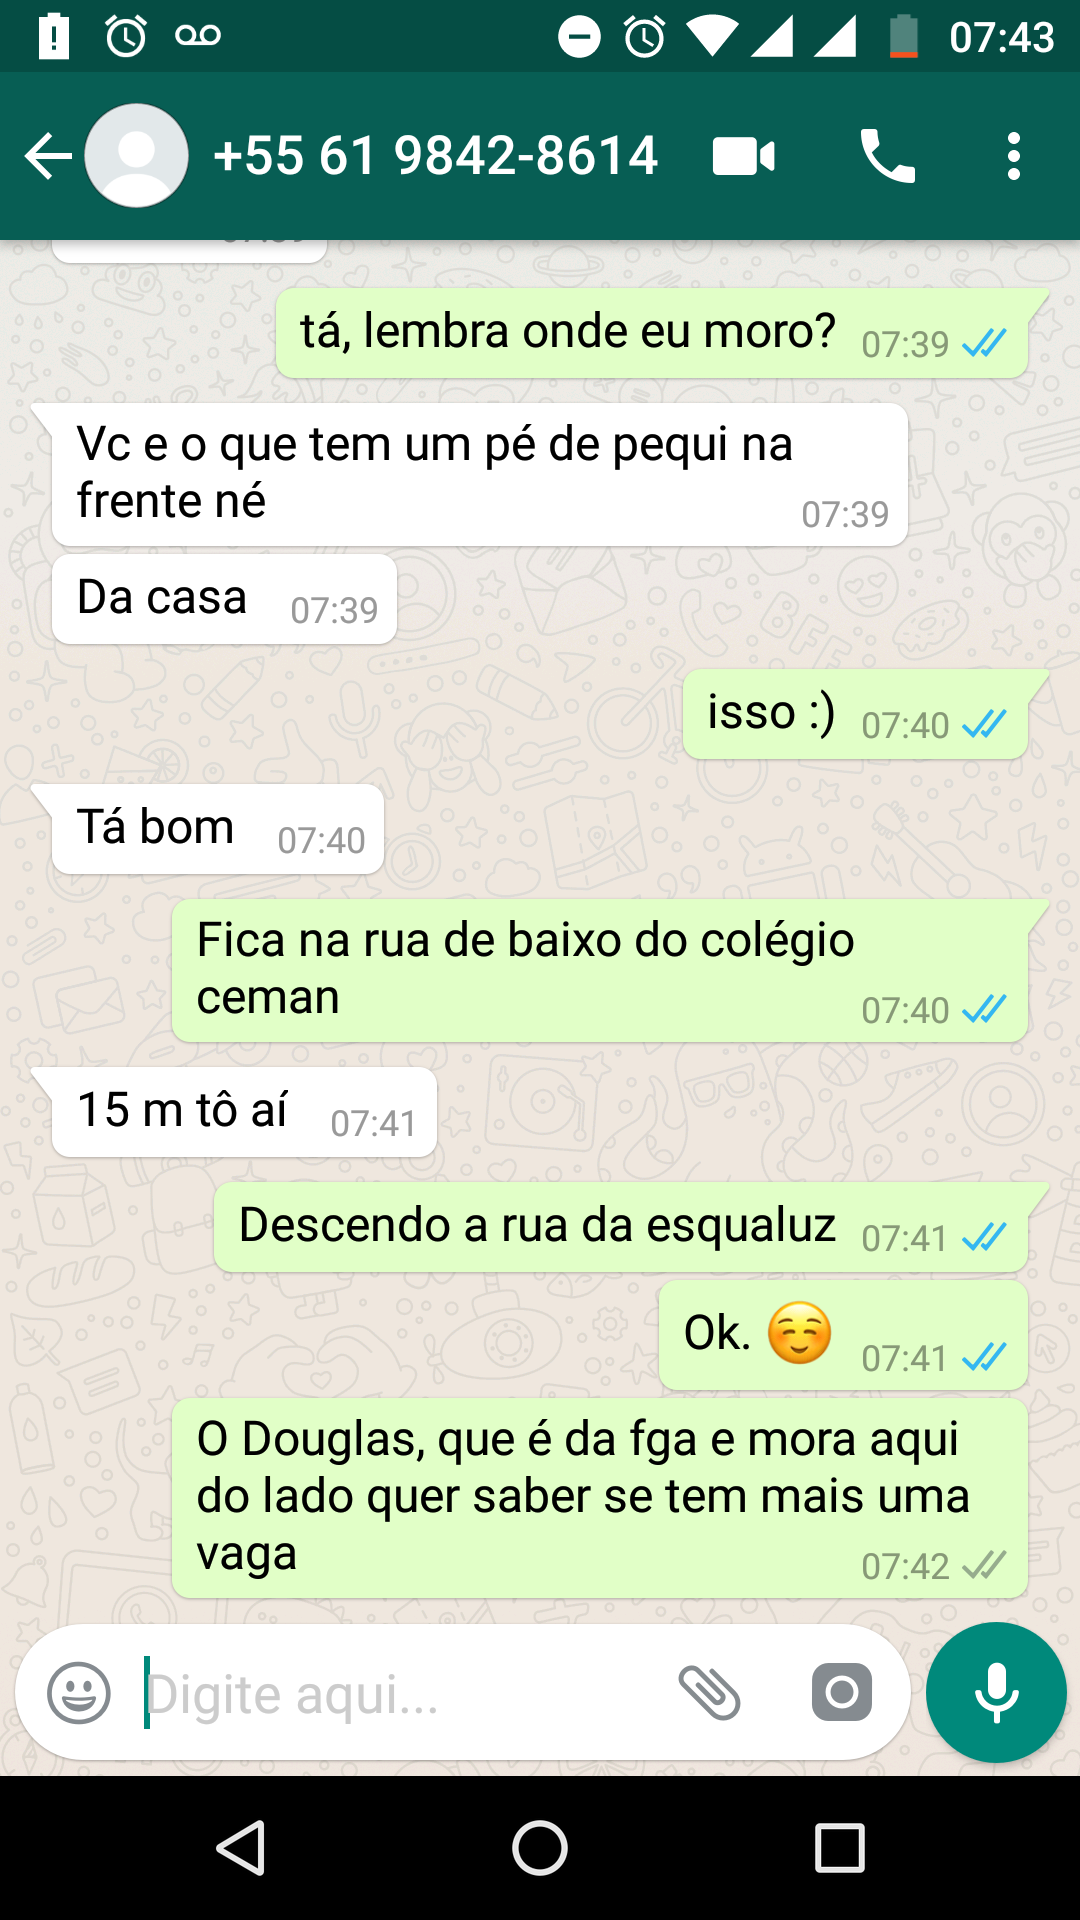 07:43
+55 61 9842-8614
tá, lembra onde eu moro? 07:39
Vc e o que tem um pé de pequi na
frente né 07:39
Da casa 07:39
isso :) 07:40
Tá bom 07:40
Fica na rua de baixo do colégio
ceman 07:40
15 m tô aí 07:41
Descendo a rua da esqualuz 07:41
Ok. ☺️ 07:41
O Douglas, que é da fga e mora aqui
do lado quer saber se tem mais uma
vaga 07:42
Digite aqui...